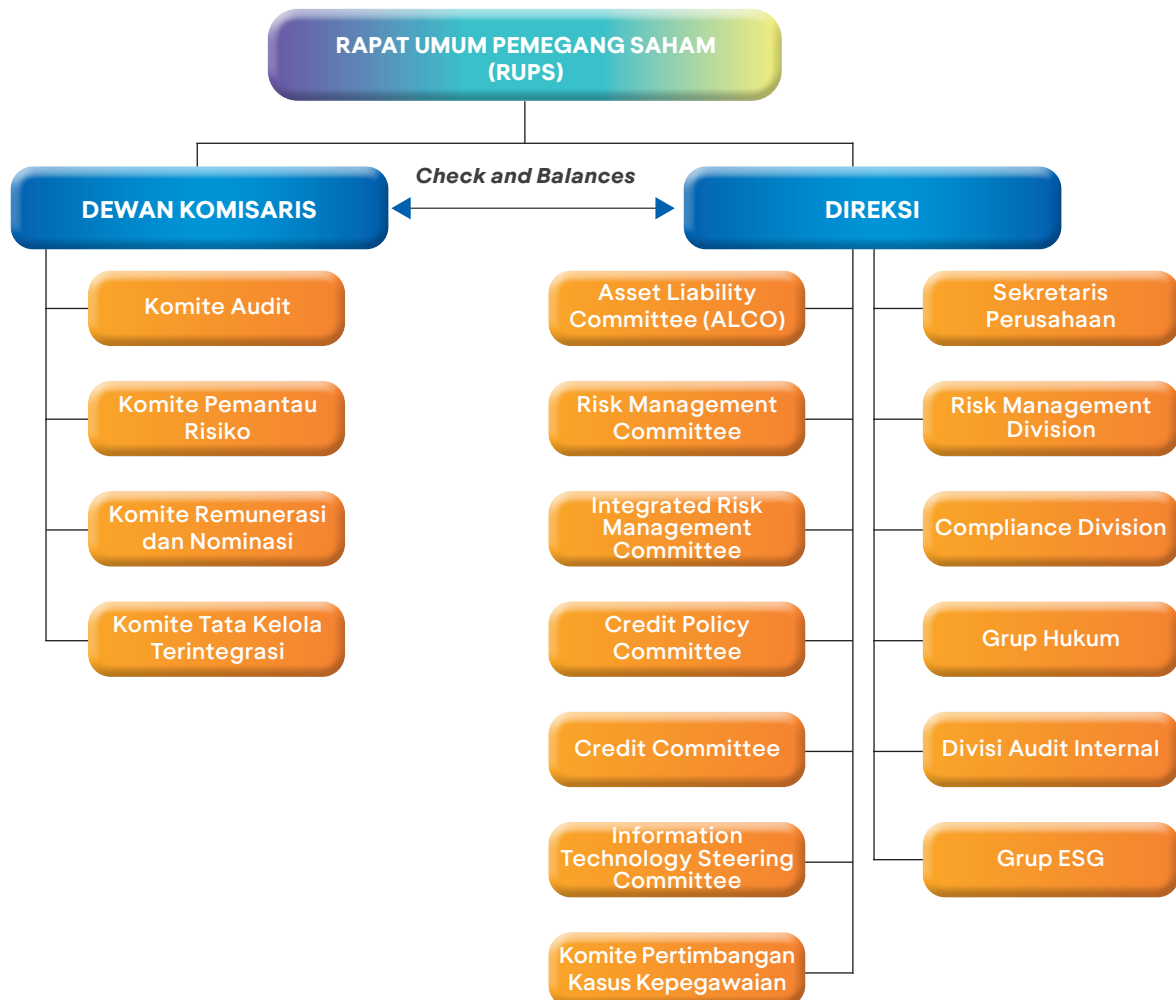 RAPAT UMUM PEMEGANG SAHAM
(RUPS)
Check and Balances
DEWAN KOMISARIS
DIREKSI
Komite Audit
Komite Pemantau
Risiko
Komite Remunerasi
dan Nominasi
Komite Tata Kelola
Terintegrasi
Asset Liability
Committee (ALCO)
Risk Management
Committee
Integrated Risk
Management
Committee
Credit Policy
Committee
Credit Committee
Information
Technology Steering
Committee
Komite Pertimbangan
Kasus Kepegawaian
Sekretaris
Perusahaan
Risk Management
Division
Compliance Division
Grup Hukum
Divisi Audit Internal
Grup ESG